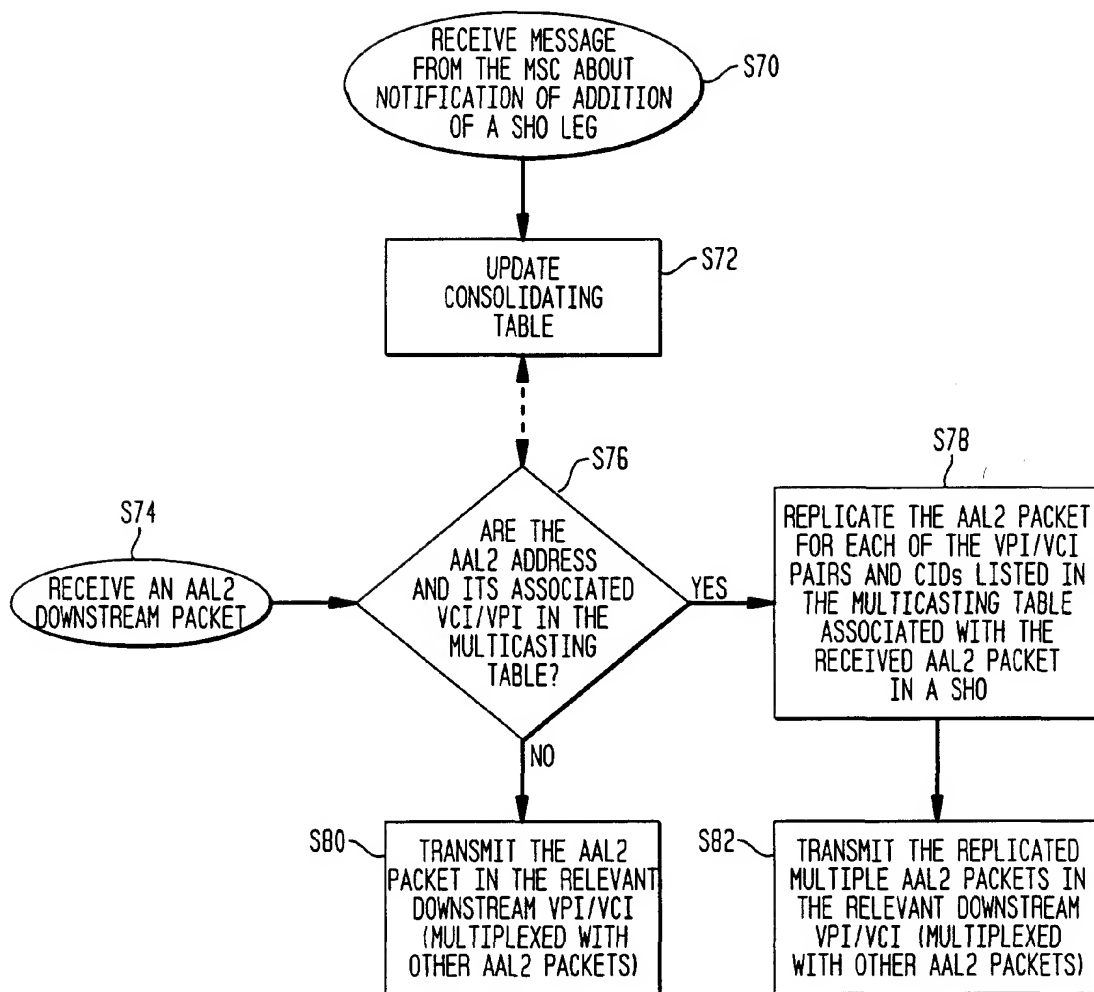 RECEIVE MESSAGE
FROM THE MSC ABOUT
NOTIFICATION OF ADDITION
OF A SHO LEG
S70
UPDATE
CONSOLIDATING
TABLE
S72
S74
RECEIVE AN AAL2
DOWNSTREAM PACKET
S76
ARE THE
AAL2 ADDRESS
AND ITS ASSOCIATED
VCI/VPI IN THE
MULTICASTING
TABLE?
YES
NO
S78
REPLICATE THE AAL2 PACKET
FOR EACH OF THE VPI/VCI
PAIRS AND CIDs LISTED IN
THE MULTICASTING TABLE
ASSOCIATED WITH THE
RECEIVED AAL2 PACKET
IN A SHO
S80
TRANSMIT THE AAL2
PACKET IN THE RELEVANT
DOWNSTREAM VPI/VCI
(MULTIPLEXED WITH
OTHER AAL2 PACKETS)
S82
TRANSMIT THE REPLICATED
MULTIPLE AAL2 PACKETS IN
THE RELEVANT DOWNSTREAM
VPI/VCI (MULTIPLEXED
WITH OTHER AAL2 PACKETS)